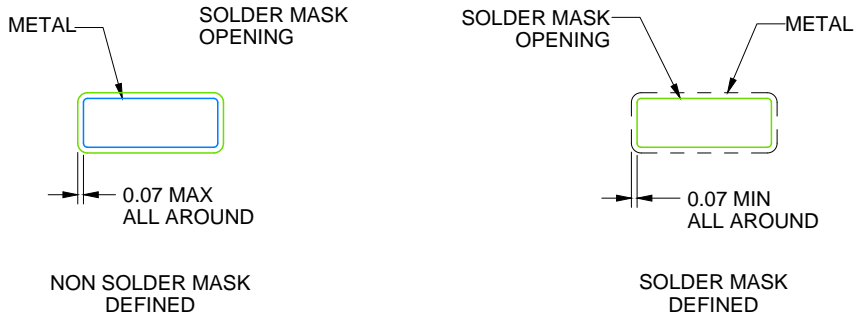 METAL
SOLDER MASK
OPENING
0.07 MAX
ALL AROUND
NON SOLDER MASK
DEFINED
SOLDER MASK
OPENING
METAL
0.07 MIN
ALL AROUND
SOLDER MASK
DEFINED